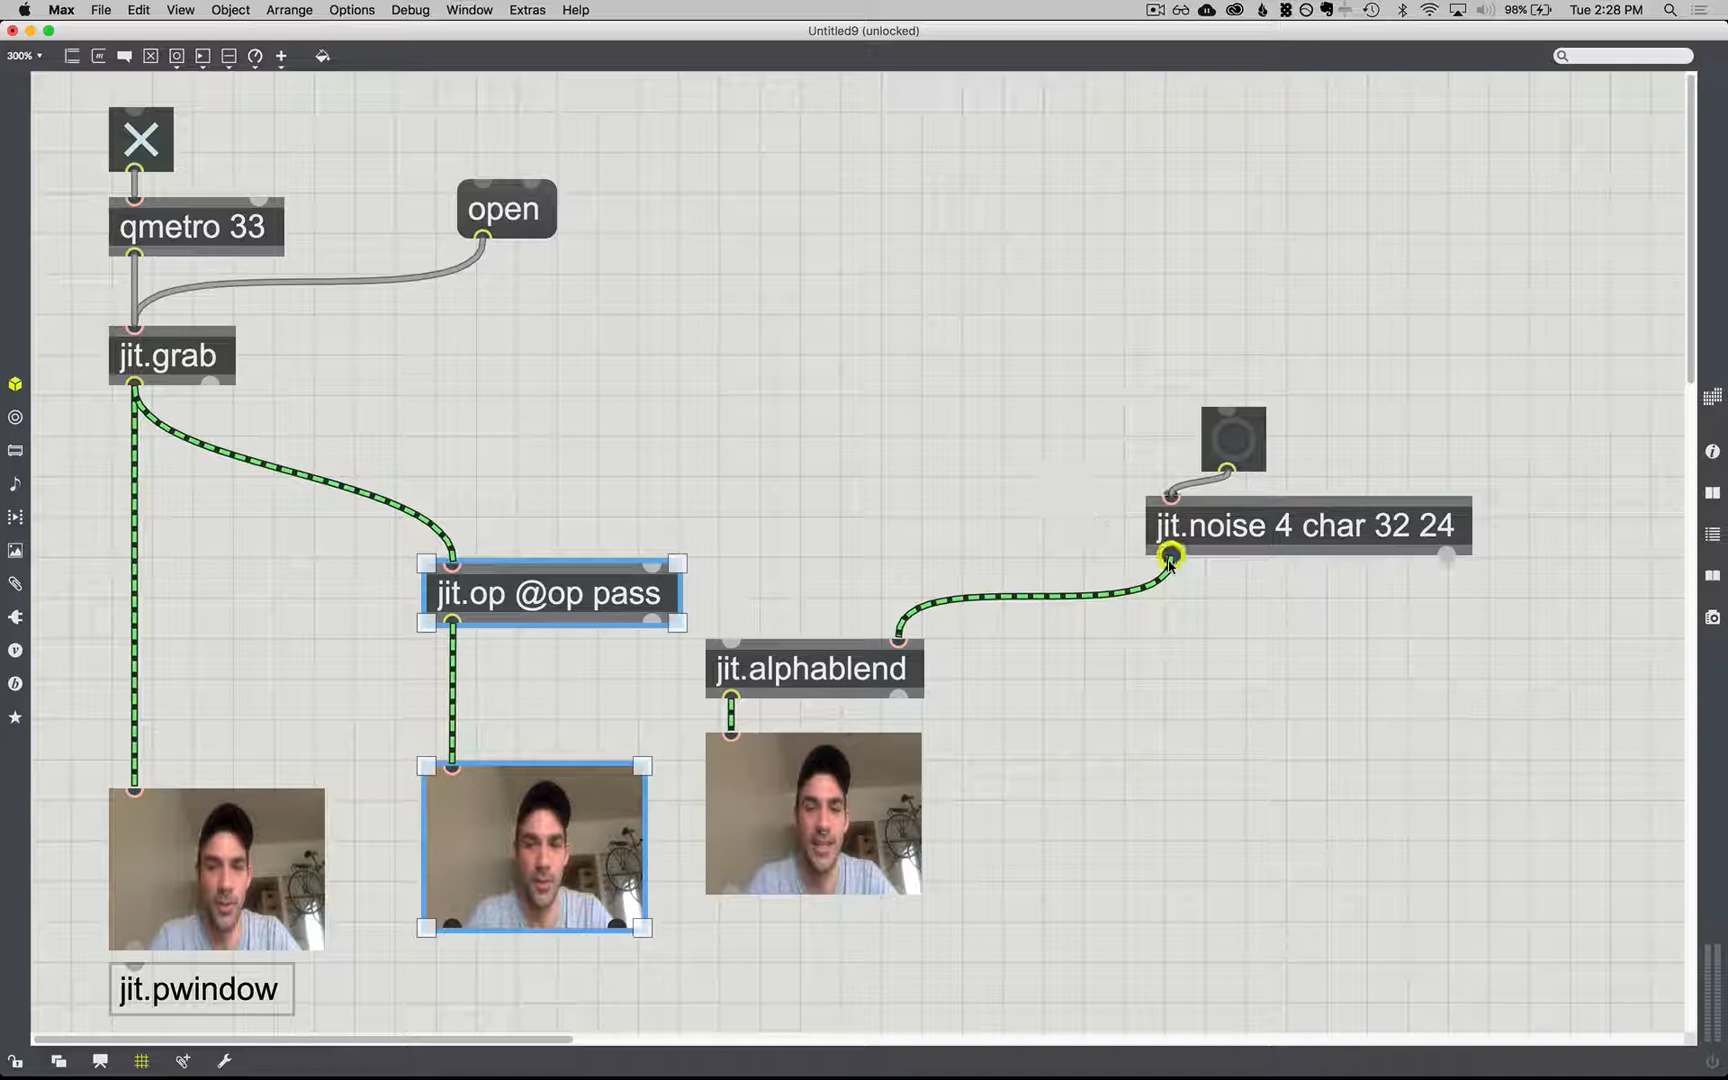 Max File Edit View Object Arrange Options Debug Window Extras Help
98% Tue 2:28 PM
Untitled9 (unlocked)
300%
open
qmetro 33
jit.grab
jit.noise 4 char 32 24
jit.op @op pass
jit.alphablend
jit.pwindow